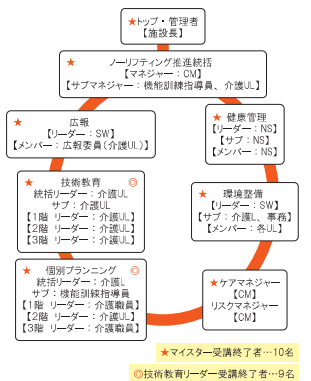 ★トップ・管理者
【施設長】
★ ノーリフティング推進統括
【マネジャー：CM】
【サブマネジャー：機能訓練指導員、介護UL】
★ 広報
【リーダー：SW】
【メンバー：広報委員(介護UL)】
★ 健康管理
【リーダー：NS】
【サブ：NS】
【メンバー：NS】
★ 技術教育 ◎
統括リーダー：介護UL
サブ：介護UL
【1階 リーダー：介護UL】
【2階 リーダー：介護UL】
【3階 リーダー：介護UL】
★ 環境整備
【リーダー：SW】
【サブ：介護L、事務】
【メンバー：各UL】
★ 個別プランニング ◎
統括リーダー：介護L
サブ：機能訓練指導員
【1階 リーダー：介護職員】
【2階 リーダー：介護UL】
【3階 リーダー：介護職員】
★ケアマネジャー
【CM】
リスクマネジャー
【CM】
★マイスター受講終了者…10名
◎技術教育リーダー受講終了者…9名